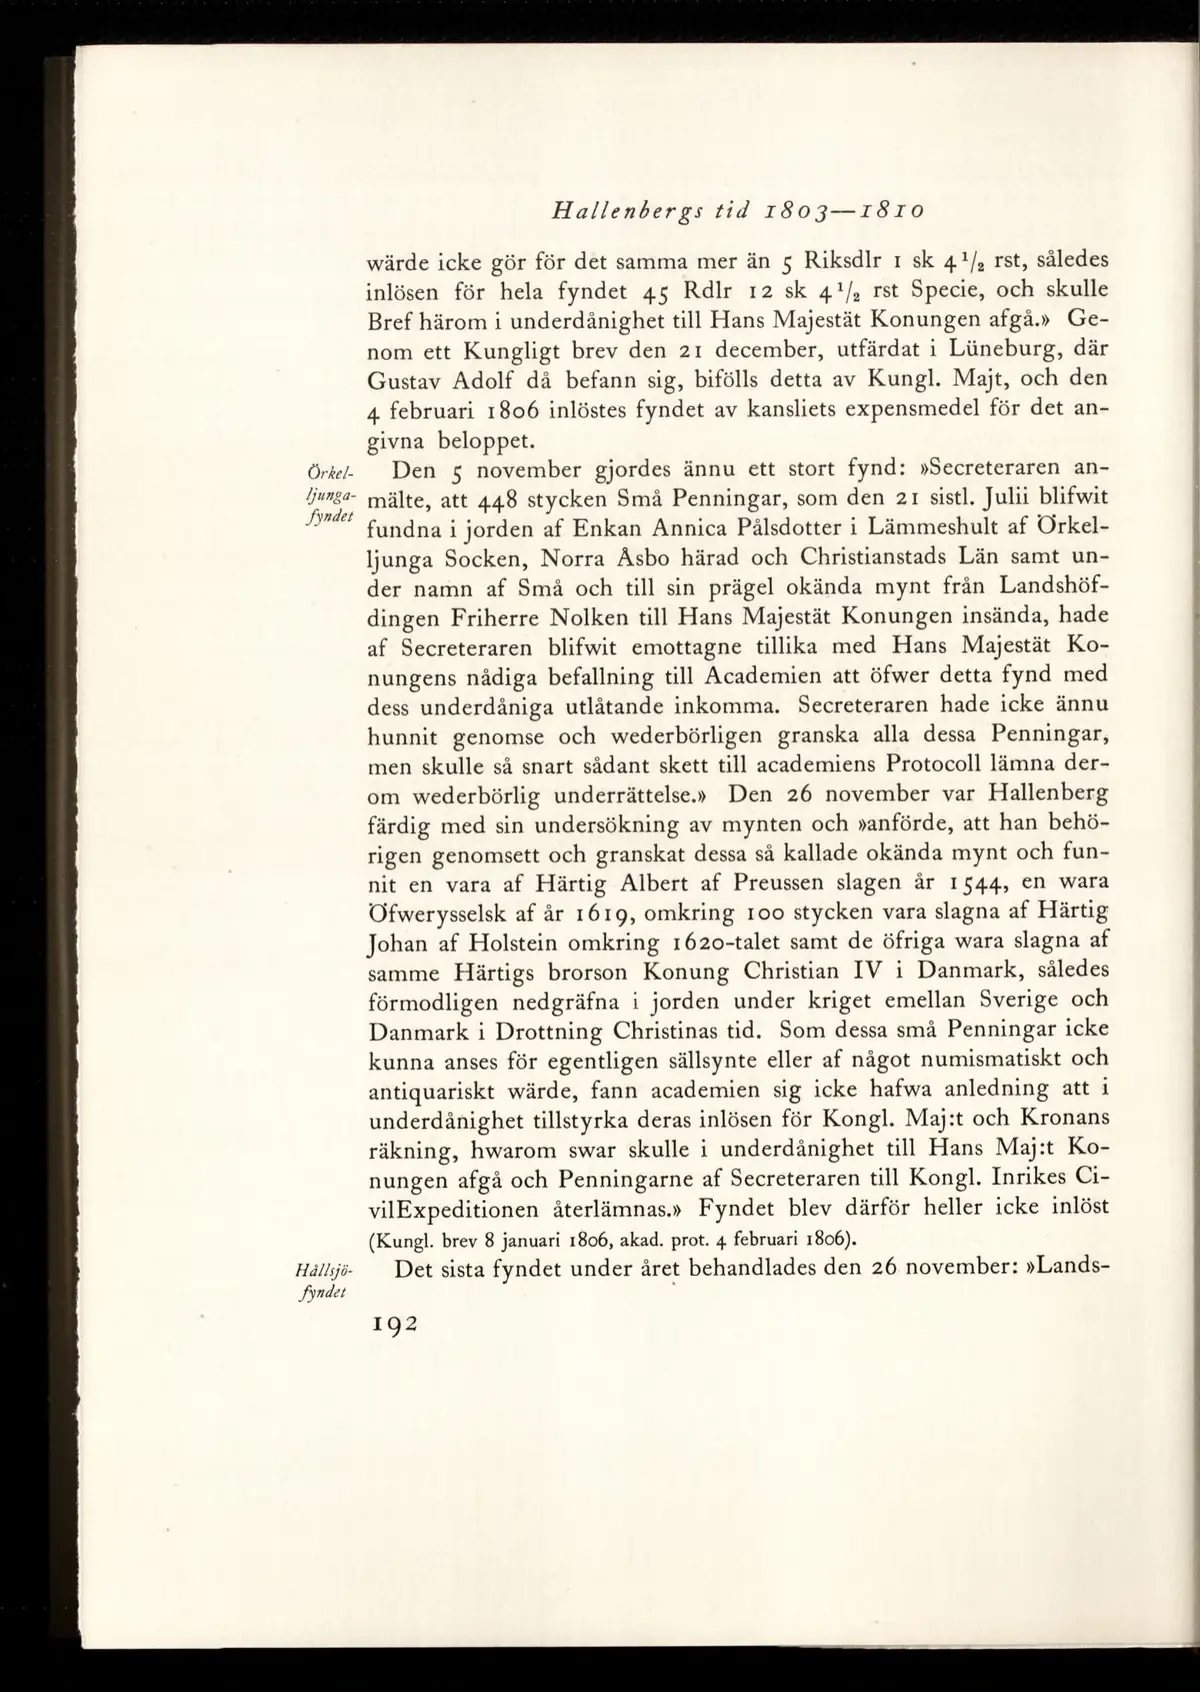 Hallenbergs tid 1803—1810
wärde icke gör för det samma mer än 5 Riksdlr 1 sk 4 1/2 rst, således
inlösen för hela fyndet 45 Rdlr 12 sk 4 1/2 rst Specie, och skulle
Bref härom i underdånighet till Hans Majestät Konungen afgå.» Ge-
nom ett Kungligt brev den 21 december, utfärdat i Lüneburg, där
Gustav Adolf då befann sig, bifölls detta av Kungl. Majt, och den
4 februari 1806 inlöstes fyndet av kansliets expensmedel för det an-
givna beloppet.
Örkel-
ljunga-
fyndet
Den 5 november gjordes ännu ett stort fynd: »Secreteraren an-
mälte, att 448 stycken Små Penningar, som den 21 sistl. Julii blifwit
fundna i jorden af Enkan Annica Pålsdotter i Lämmeshult af Örkel-
ljunga Socken, Norra Åsbo härad och Christianstads Län samt un-
der namn af Små och till sin prägel okända mynt från Landshöf-
dingen Friherre Nolken till Hans Majestät Konungen insända, hade
af Secreteraren blifwit emottagne tillika med Hans Majestät Ko-
nungens nådiga befallning till Academien att öfwer detta fynd med
dess underdåniga utlåtande inkomma. Secreteraren hade icke ännu
hunnit genomse och wederbörligen granska alla dessa Penningar,
men skulle så snart sådant skett till academiens Protocoll lämna der-
om wederbörlig underrättelse.» Den 26 november var Hallenberg
färdig med sin undersökning av mynten och »anförde, att han behö-
rigen genomsett och granskat dessa så kallade okända mynt och fun-
nit en vara af Härtig Albert af Preussen slagen år 1544, en wara
Öfwerysselsk af år 1619, omkring 100 stycken vara slagna af Härtig
Johan af Holstein omkring 1620-talet samt de öfriga wara slagna af
samme Härtigs brorson Konung Christian IV i Danmark, således
förmodligen nedgräfna i jorden under kriget emellan Sverige och
Danmark i Drottning Christinas tid. Som dessa små Penningar icke
kunna anses för egentligen sällsynte eller af något numismatiskt och
antiquariskt wärde, fann academien sig icke hafwa anledning att i
underdånighet tillstyrka deras inlösen för Kongl. Maj:t och Kronans
räkning, hwarom swar skulle i underdånighet till Hans Maj:t Ko-
nungen afgå och Penningarne af Secreteraren till Kongl. Inrikes Ci-
vilExpeditionen återlämnas.» Fyndet blev därför heller icke inlöst
(Kungl. brev 8 januari 1806, akad. prot. 4 februari 1806).
Hållsjö-
fyndet
Det sista fyndet under året behandlades den 26 november: »Lands-
192